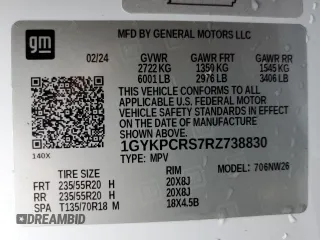 MFD BY GENERAL MOTORS LLC
gm
02/24 GVWR GAWR FRT GAWR RR
2722 KG 1350 KG 1545 KG
6001 LB 2976 LB 3406 LB
THIS VEHICLE CONFORMS TO ALL APPLICABLE U.S. FEDERAL MOTOR VEHICLE SAFETY STANDARDS IN EFFECT ON THE DATE OF MANUFACTURE SHOWN ABOVE.
1GYKPCRS7RZ738830
140X TYPE: MPV MODEL: 706NW26
TIRE SIZE RIM
FRT 235/55R20 H 20X8J
RR 235/55R20 H 20X8J
SPA T135/70R18 M 18X4.5B
DREAMBID